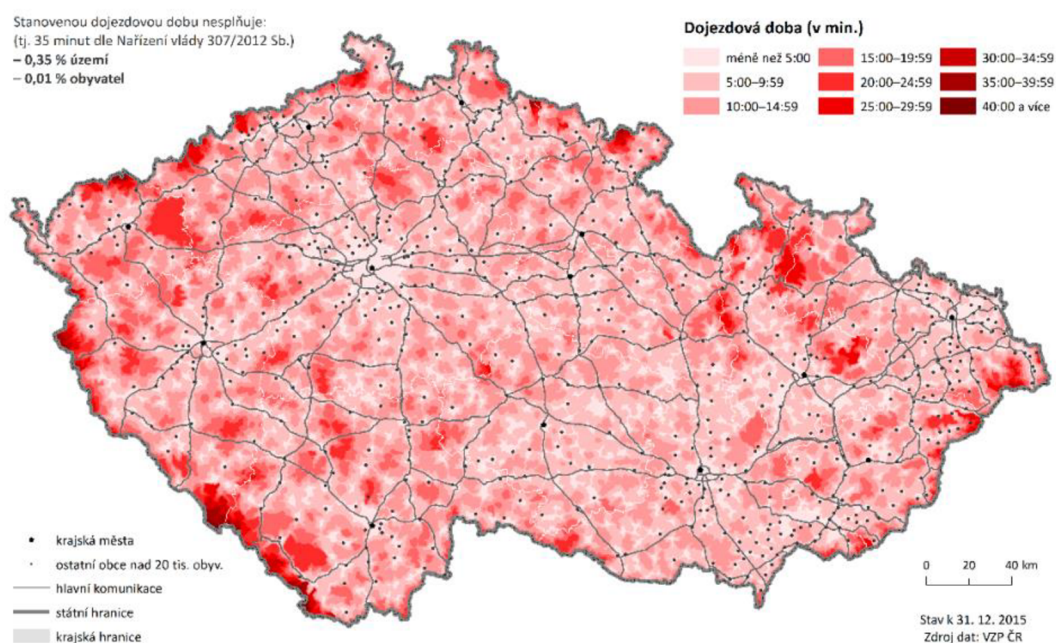 Stanovenou dojezdovou dobu nesplňuje:
(tj. 35 minut dle Nařízení vlády 307/2012 Sb.)
– 0,35 % území
– 0,01 % obyvatel
Dojezdová doba (v min.)
méně než 5:00
5:00–9:59
10:00–14:59
15:00–19:59
20:00–24:59
25:00–29:59
30:00–34:59
35:00–39:59
40:00 a více
krajská města
ostatní obce nad 20 tis. obyv.
hlavní komunikace
státní hranice
krajská hranice
0 20 40 km
Stav k 31. 12. 2015
Zdroj dat: VZP ČR